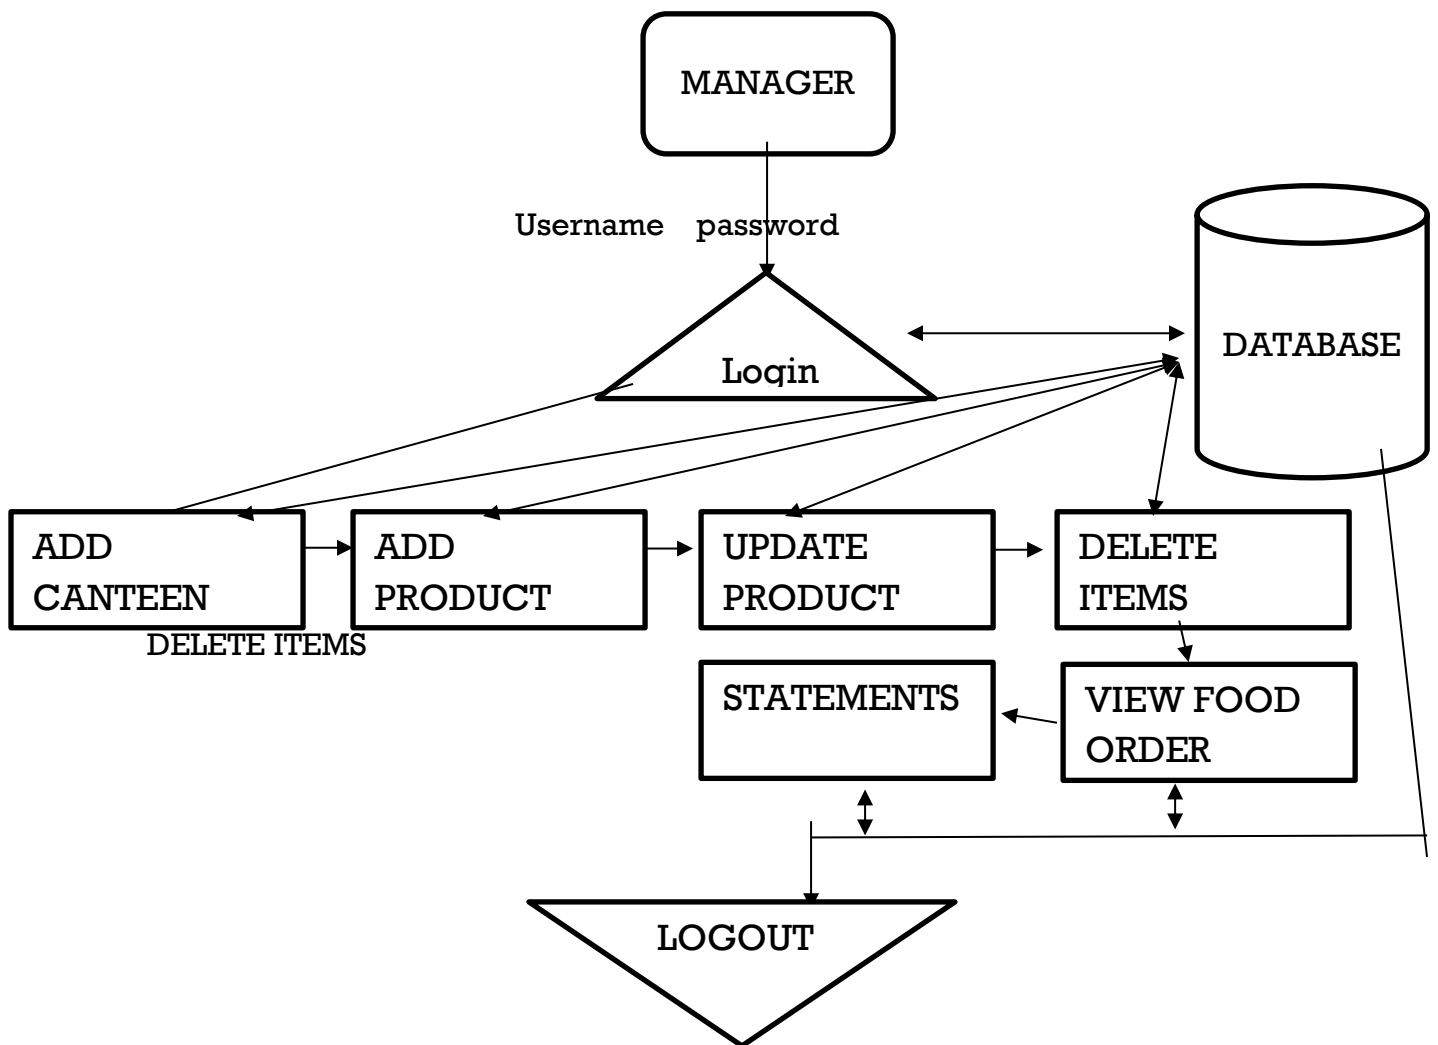 MANAGER
Username password
Login
DATABASE
ADD
CANTEEN
ADD
PRODUCT
UPDATE
PRODUCT
DELETE
ITEMS
DELETE ITEMS
STATEMENTS
VIEW FOOD
ORDER
LOGOUT